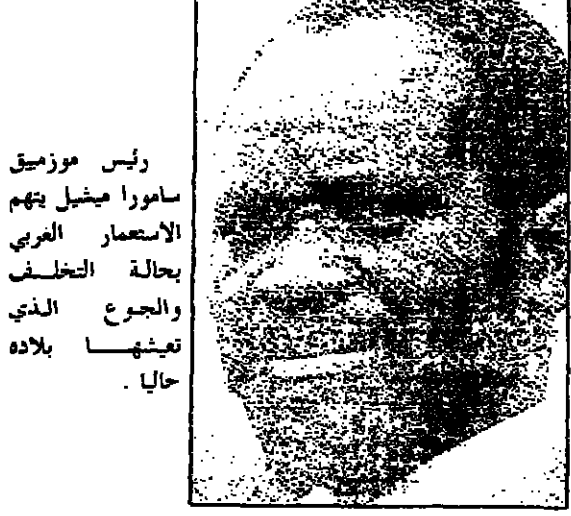 رئيس موزمبيق
سامورا ميشيل يتهم
الاستعمار الغربي
بحالة التخلف
والجوع الذي
تعيشها بلاده
حاليا .